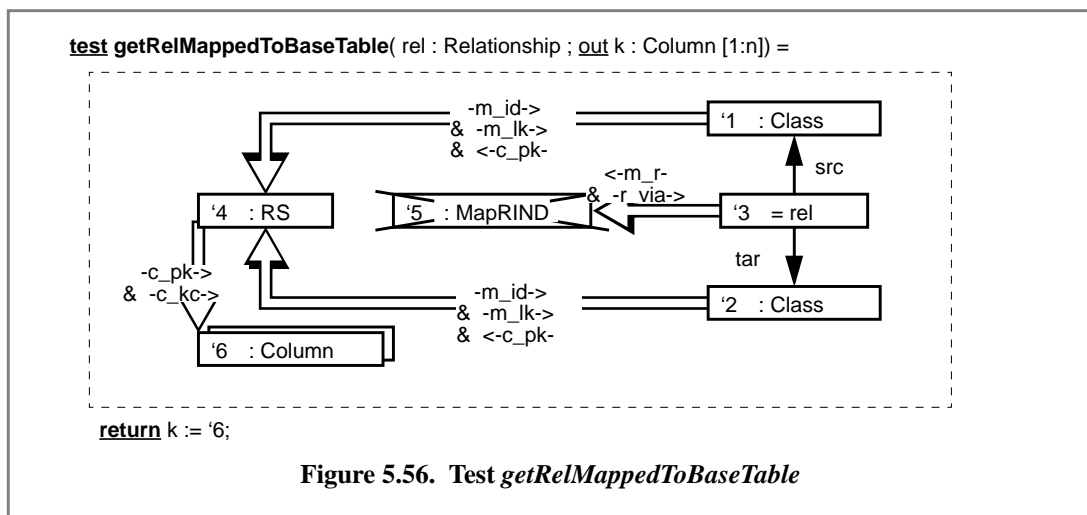 test getRelMappedToBaseTable( rel : Relationship ; out k : Column [1:n]) =
-m_id->
& -m_lk->
& <-c_pk-
‘1 : Class
src
<-m_r-
& -r_via->
‘4 : RS
‘5 : MapRIND
‘3 = rel
tar
-c_pk->
& -c_kc->
-m_id->
& -m_lk->
& <-c_pk-
‘2 : Class
‘6 : Column
return k := ‘6;
Figure 5.56. Test getRelMappedToBaseTable